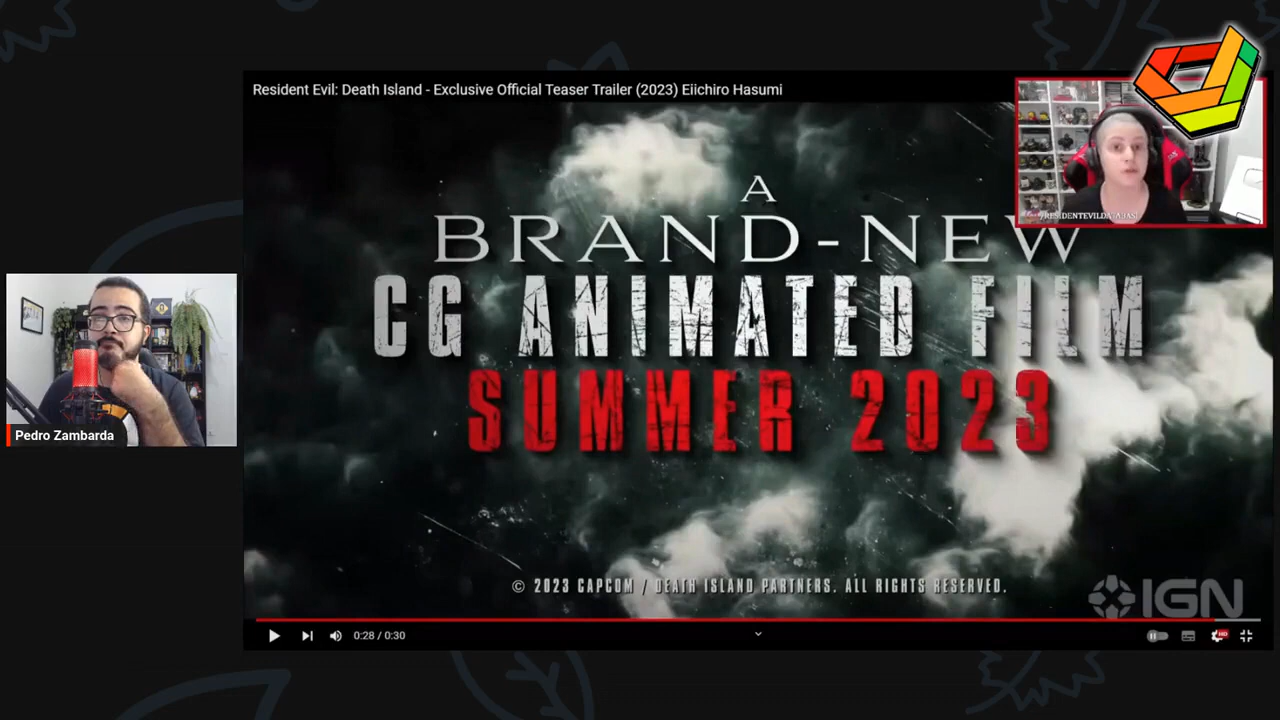 Resident Evil: Death Island - Exclusive Official Teaser Trailer (2023) Eiichiro Hasumi
A
BRAND-NEW
CG ANIMATED FILM
SUMMER 2023
Pedro Zambarda
© 2023 CAPCOM / DEATH ISLAND PARTNERS. ALL RIGHTS RESERVED.
IGN
0:28 / 0:30
HD